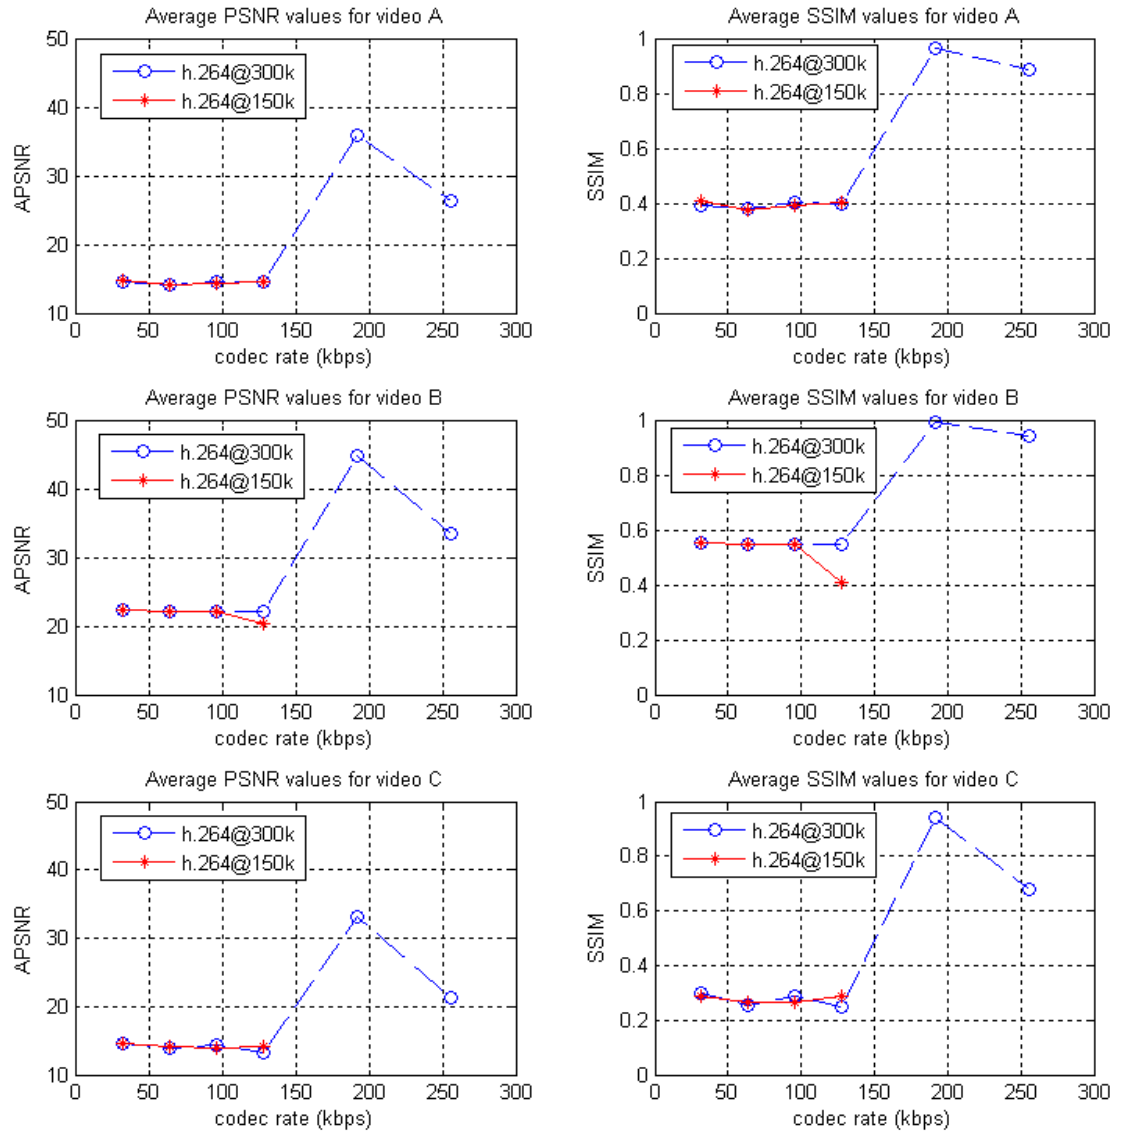 Average PSNR values for video A
50
40
30
20
10
APSNR
h.264@300k
h.264@150k
0 50 100 150 200 250 300
codec rate (kbps)
Average SSIM values for video A
1
0.8
0.6
0.4
0.2
0
SSIM
h.264@300k
h.264@150k
0 50 100 150 200 250 300
codec rate (kbps)
Average PSNR values for video B
50
40
30
20
10
APSNR
h.264@300k
h.264@150k
0 50 100 150 200 250 300
codec rate (kbps)
Average SSIM values for video B
1
0.8
0.6
0.4
0.2
0
SSIM
h.264@300k
h.264@150k
0 50 100 150 200 250 300
codec rate (kbps)
Average PSNR values for video C
50
40
30
20
10
APSNR
h.264@300k
h.264@150k
0 50 100 150 200 250 300
codec rate (kbps)
Average SSIM values for video C
1
0.8
0.6
0.4
0.2
0
SSIM
h.264@300k
h.264@150k
0 50 100 150 200 250 300
codec rate (kbps)